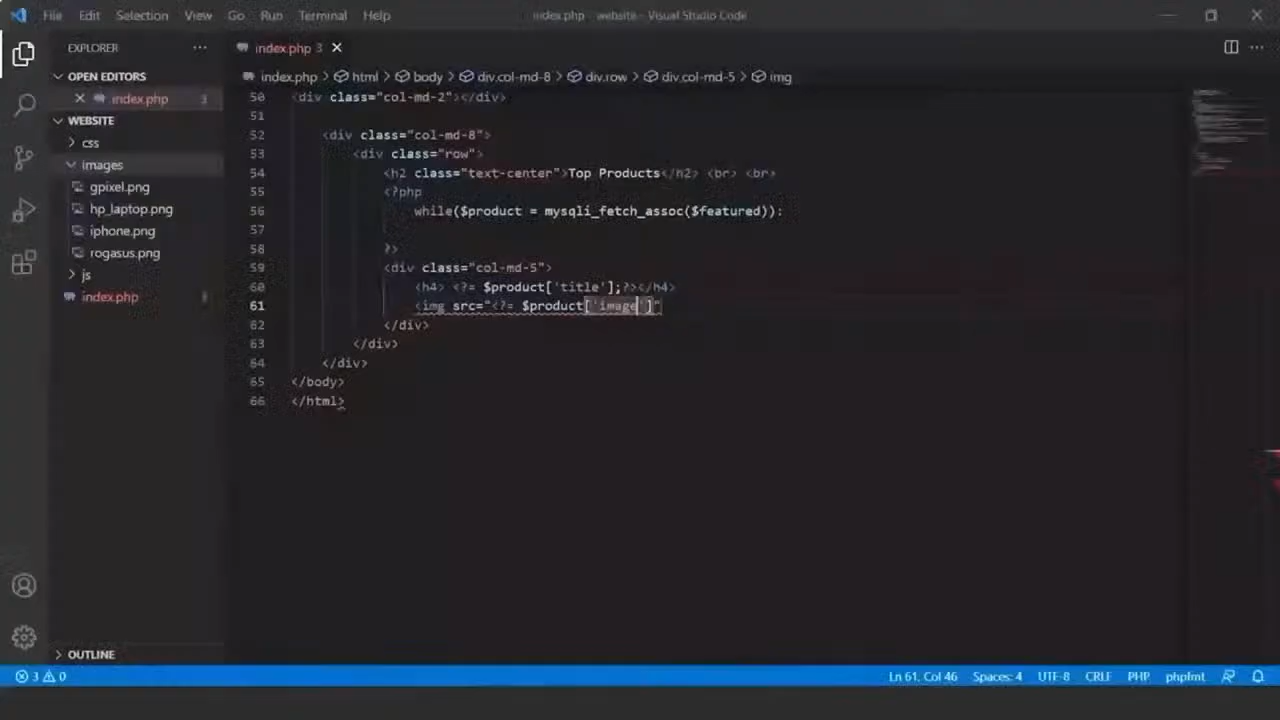 File Edit Selection View Go Run Terminal Help
index.php - website - Visual Studio Code
EXPLORER
OPEN EDITORS
index.php 3
WEBSITE
css
images
gpixel.png
hp_laptop.png
iphone.png
rogasus.png
js
index.php 3
OUTLINE
index.php 3
index.php > html > body > div.col-md-8 > div.row > div.col-md-5 > img
50 <div class="col-md-2"></div>
51
52 <div class="col-md-8">
53 <div class="row">
54 <h2 class="text-center">Top Products</h2> <br> <br>
55 <?php
56 while($product = mysqli_fetch_assoc($featured)):
57
58 ?>
59 <div class="col-md-5">
60 <h4> <?= $product['title'];?></h4>
61 <img src="<?= $product['image']"
62 </div>
63 </div>
64 </div>
65 </body>
66 </html>
3 0
Ln 61, Col 46 Spaces: 4 UTF-8 CRLF PHP phpfmt